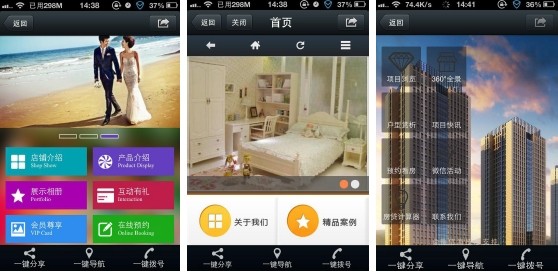 已用298M 14:38 37%
返回
店铺介绍
Shop Show
产品介绍
Product Display
展示相册
Portfolio
互动有礼
Interaction
会员尊享
VIP Card
在线预约
Online Booking
一键分享 一键导航 一键拨号
已用298M 14:38 37%
返回 关闭 首页
关于我们 精品案例
一键分享 一键导航 一键拨号
74.4K/s 14:41 36%
返回
项目浏览 360°全景
户型赏析 项目快讯
预约看房 微信活动
房贷计算器 联系我们
一键分享 一键导航 一键拨号